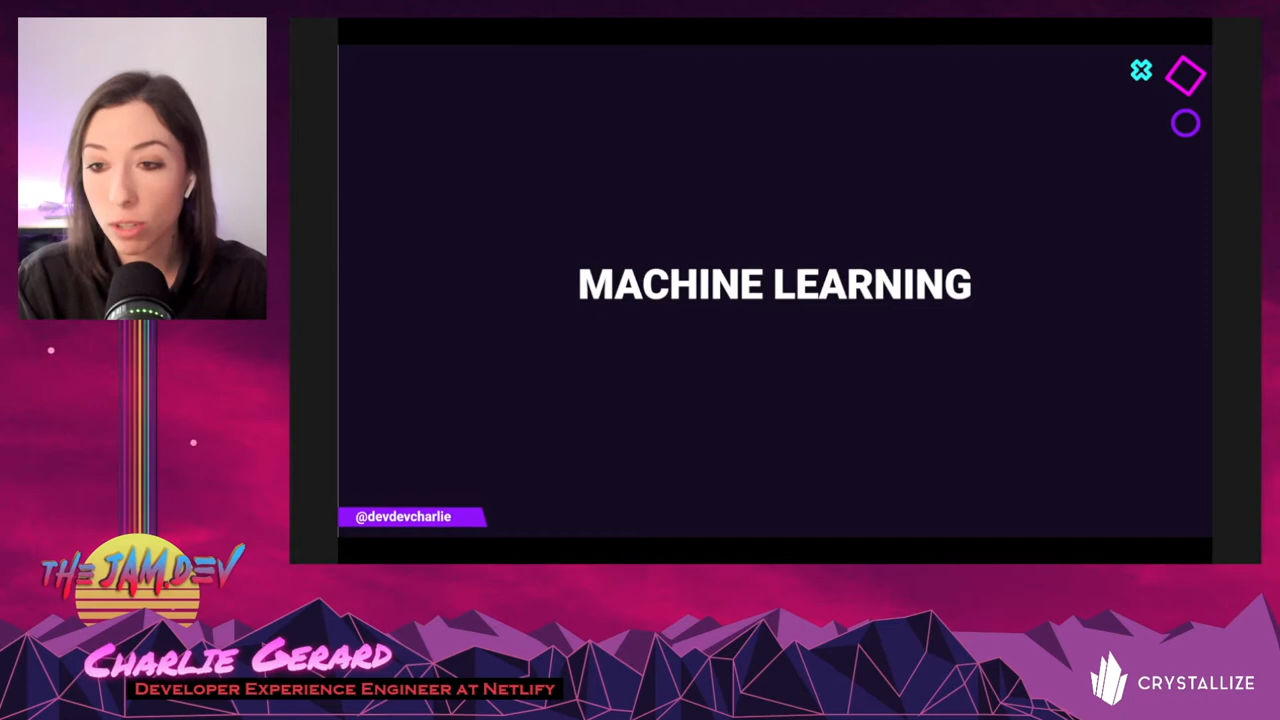 MACHINE LEARNING
@devdevcharlie
THE JAM.DEV
CHARLIE GERARD
DEVELOPER EXPERIENCE ENGINEER AT NETLIFY
CRYSTALLIZE